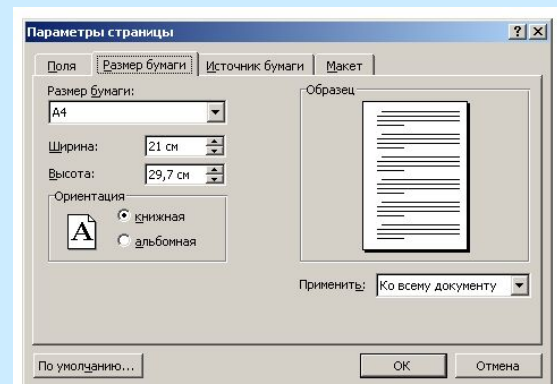 Параметры страницы
Поля Размер бумаги Источник бумаги Макет
Размер бумаги:
A4
Ширина: 21 см
Высота: 29,7 см
Ориентация
A
книжная
альбомная
Образец
Применить: Ко всему документу
По умолчанию... ОК Отмена